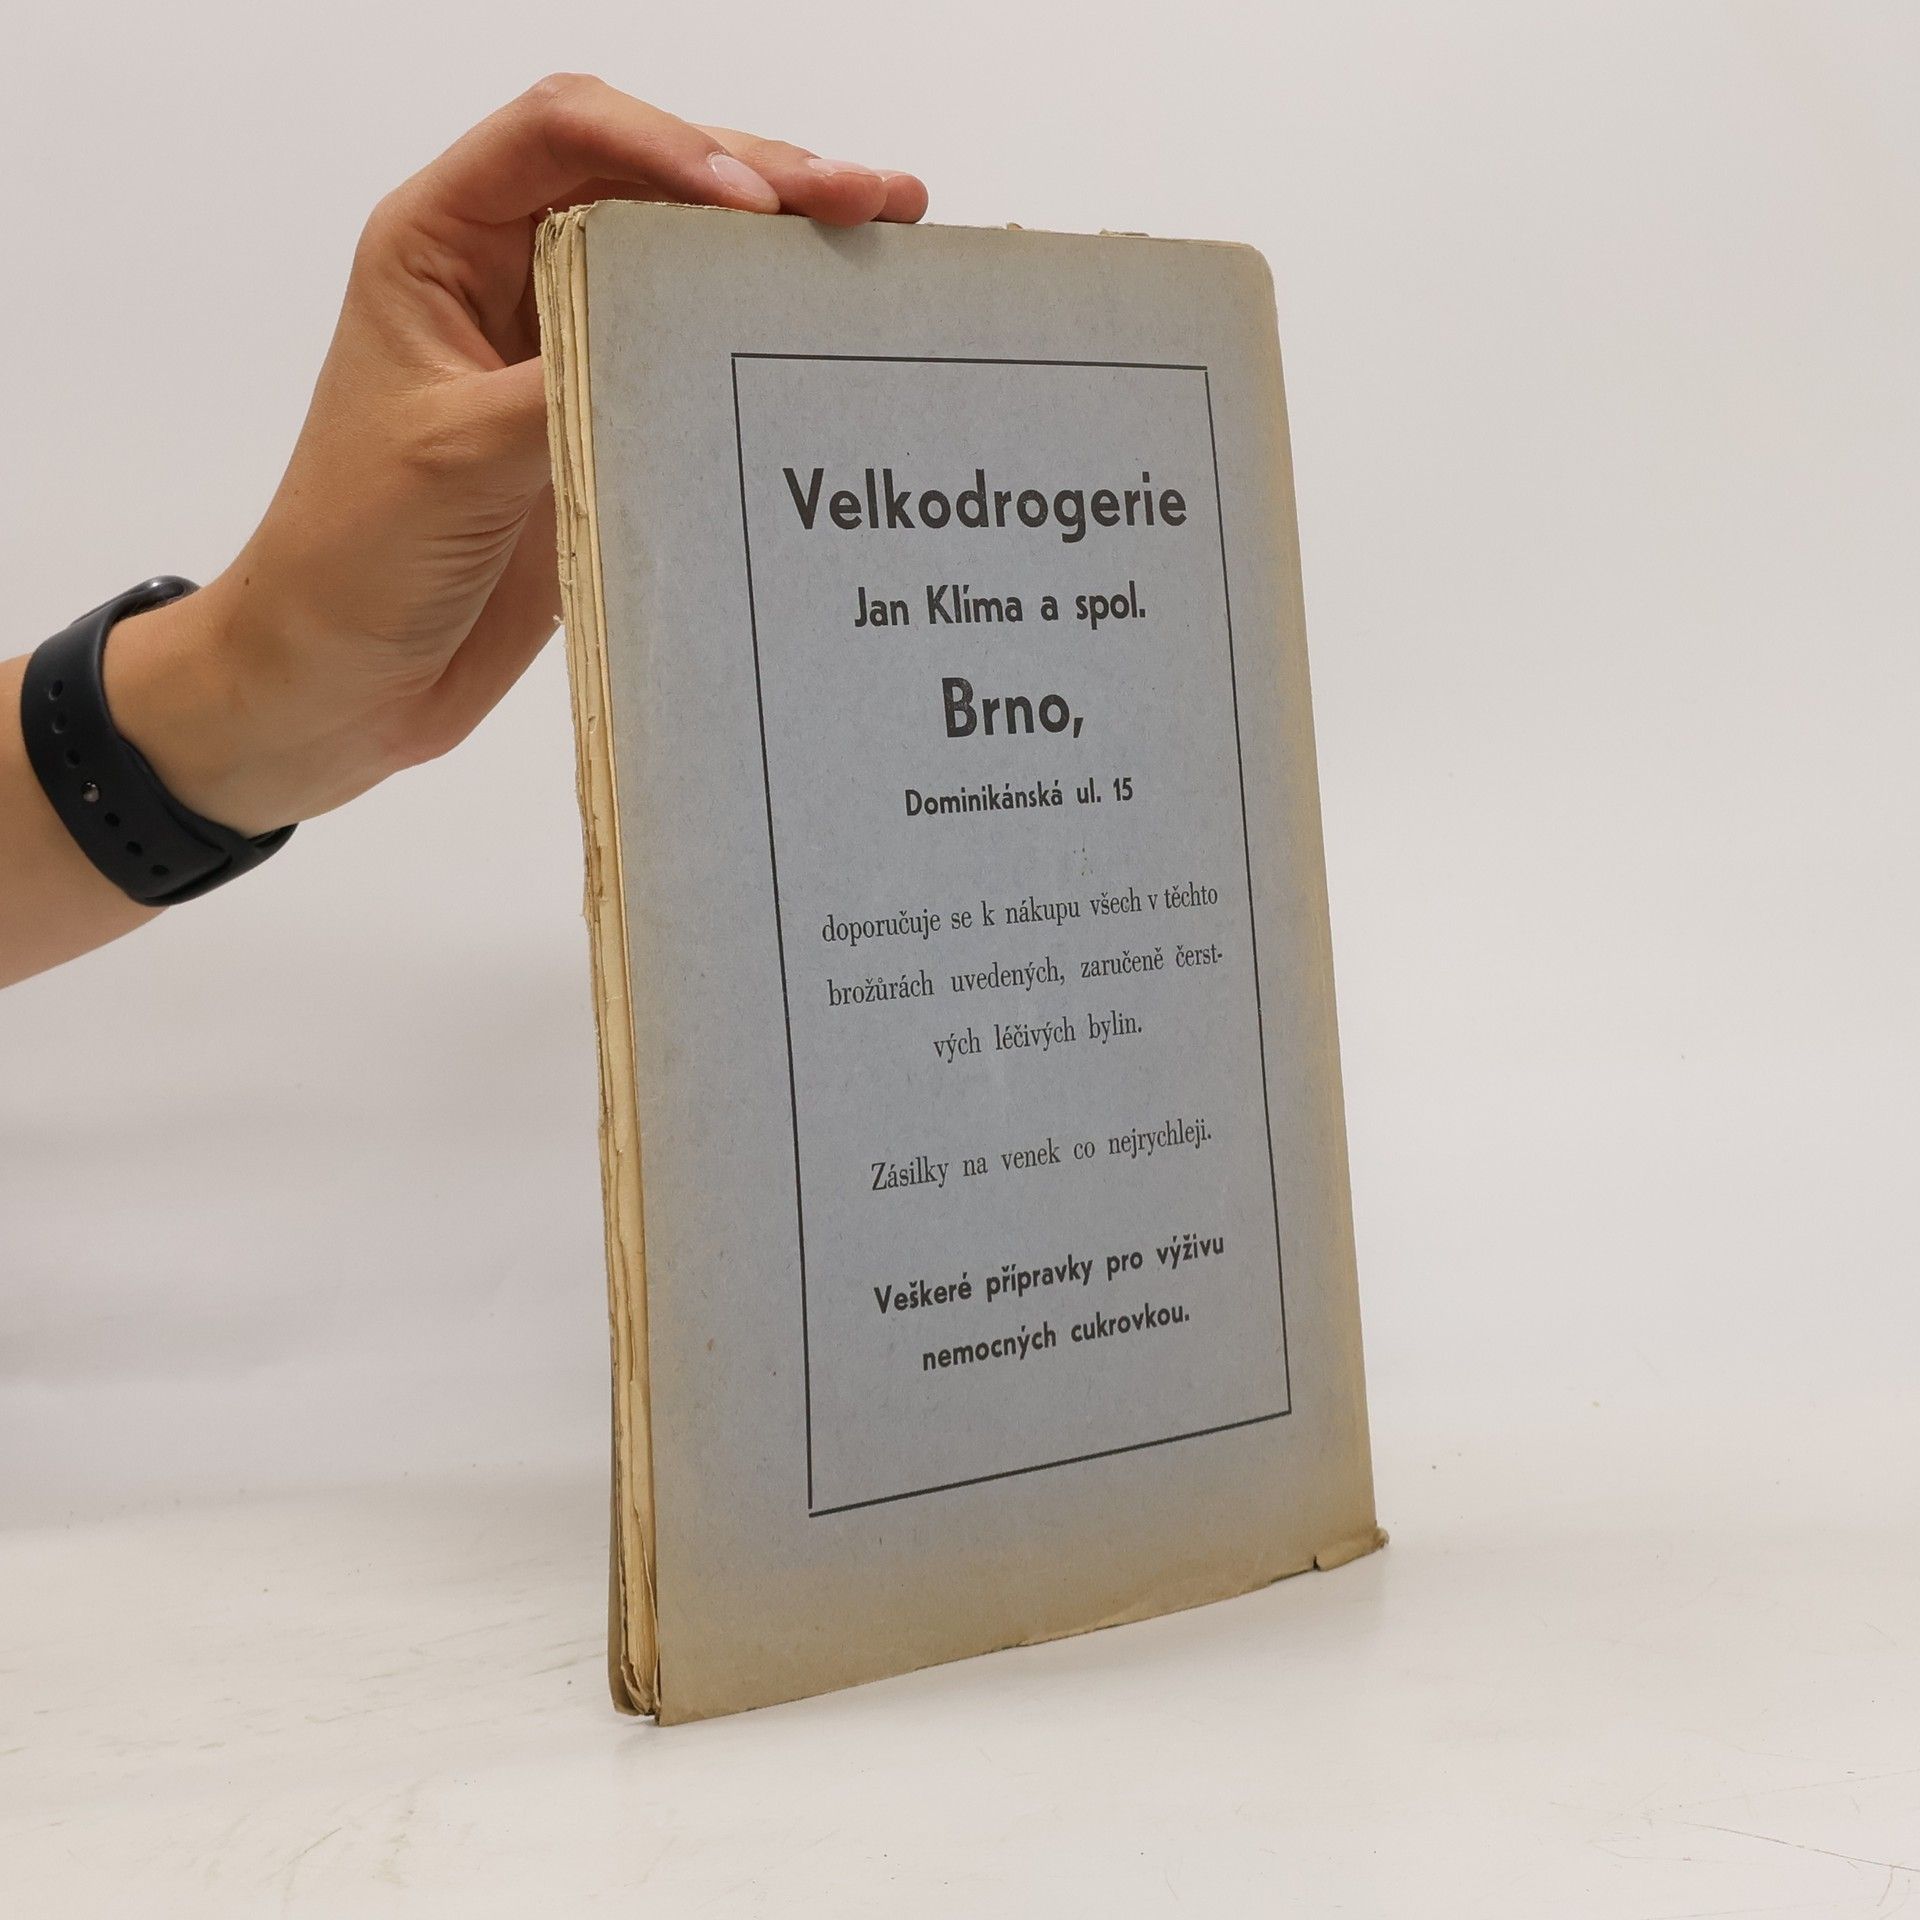 Velkodrogerie
Jan Klíma a spol.
Brno,
Dominikánská ul. 15
doporučuje se k nákupu všech v těchto
brožůrách uvedených, zaručeně čerst-
vých léčivých bylin.
Zásilky na venek co nejrychleji.
Veškeré přípravky pro výživu
nemocných cukrovkou.